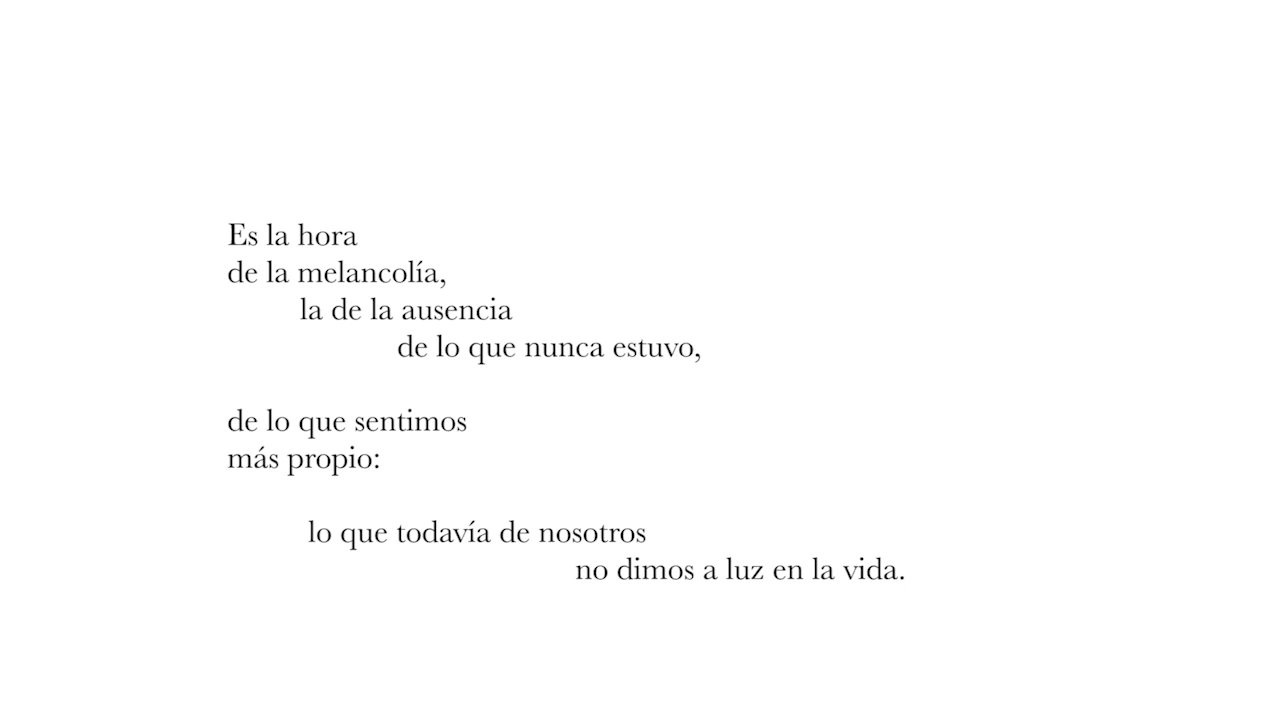 Es la hora
de la melancolía,
la de la ausencia
de lo que nunca estuvo,
de lo que sentimos
más propio:
lo que todavía de nosotros
no dimos a luz en la vida.